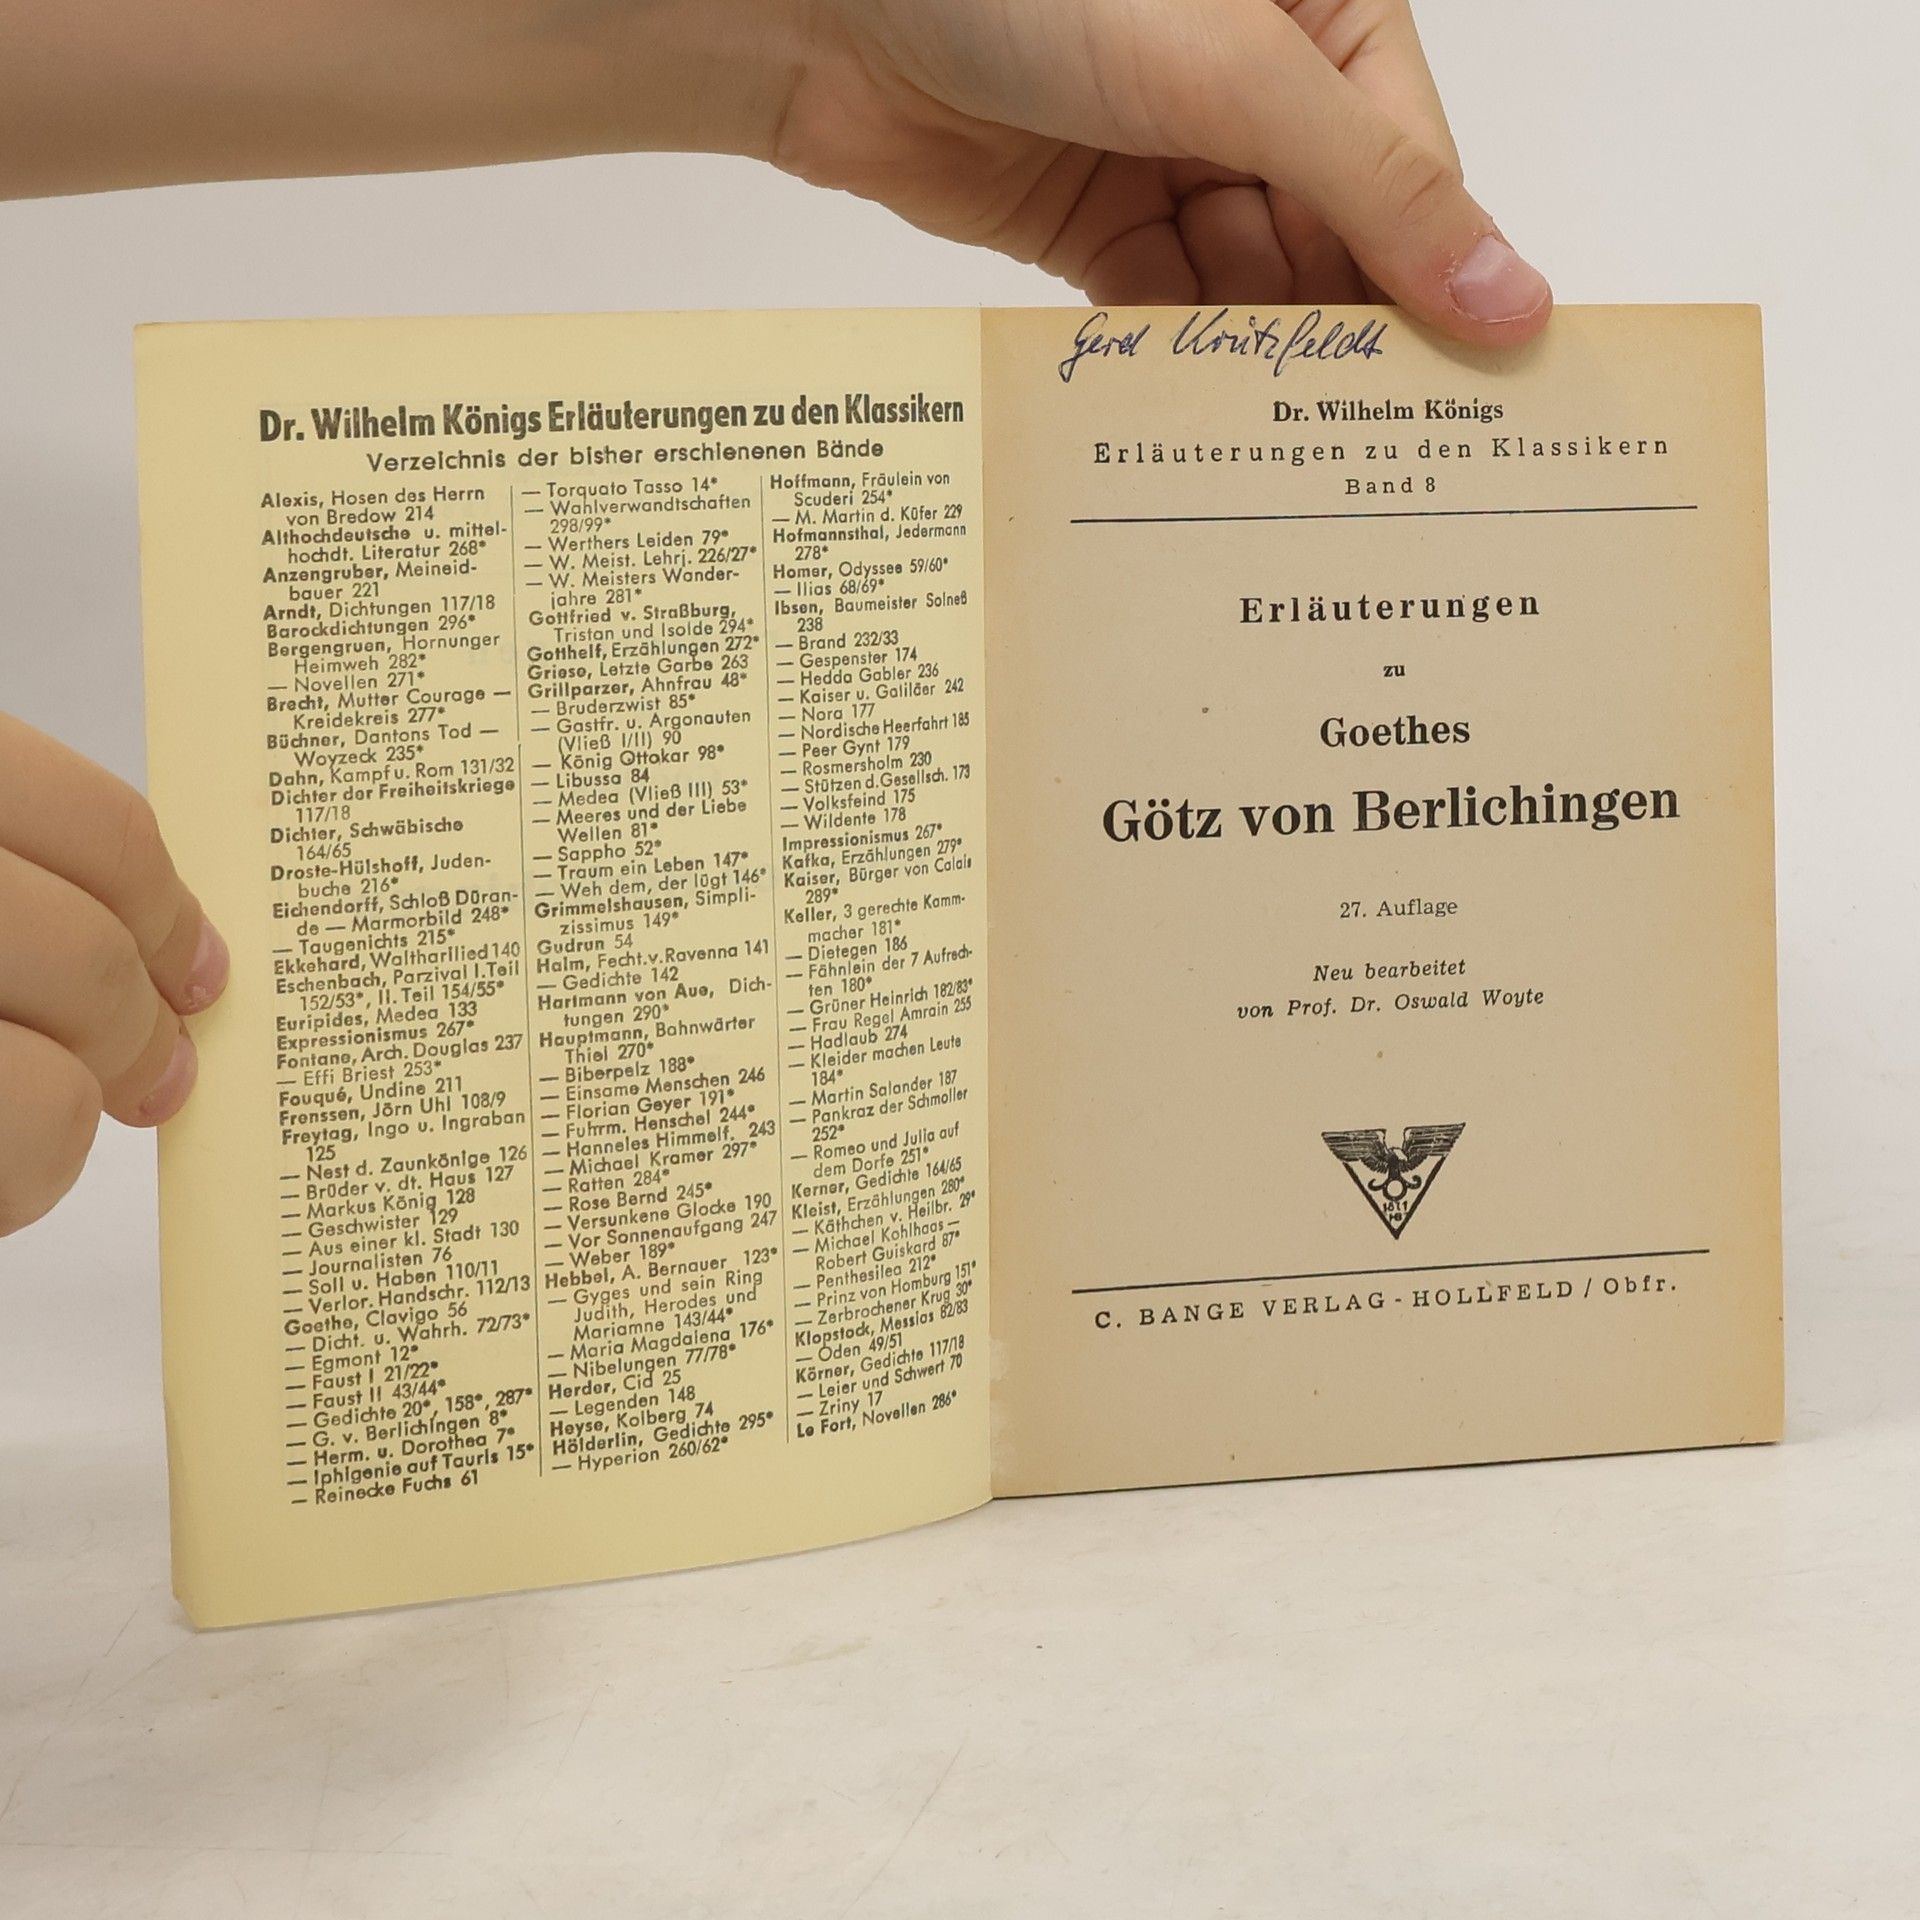 Dr. Wilhelm Königs Erläuterungen zu den Klassikern
Verzeichnis der bisher erschienenen Bände
Alexis, Hosen des Herrn
von Bredow 214
Althochdeutsche u. mittel-
hochdt. Literatur 268*
Anzengruber, Meineid-
bauer 221
Arndt, Dichtungen 117/18
Barockdichtungen 296*
Bergengruen, Hornunger
Heimweh 282*
— Novellen 271*
Brecht, Mutter Courage —
Kreidekreis 277*
Büchner, Dantons Tod —
Woyzeck 235*
Dahn, Kampf u. Rom 131/32
Dichter der Freiheitskriege
117/18
Dichter, Schwäbische
164/65
Droste-Hülshoff, Juden-
buche 216*
Eichendorff, Schloß Düran-
de — Marmorbild 248*
— Taugenichts 215*
Ekkehard, Waltharilied 140
Eschenbach, Parzival I. Teil
152/53*, II. Teil 154/55*
Euripides, Medea 133
Expressionismus 267*
Fontane, Arch. Douglas 237
— Effi Briest 253*
Fouqué, Undine 211
Frenssen, Jörn Uhl 108/9
Freytag, Ingo u. Ingraban
125
— Nest d. Zaunkönige 126
— Brüder v. dt. Haus 127
— Markus König 128
— Geschwister 129
— Aus einer kl. Stadt 130
— Journalisten 76
— Soll u. Haben 110/11
— Verlor. Handschr. 112/13
Goethe, Clavigo 56
— Dicht. u. Wahrh. 72/73*
— Egmont 12*
— Faust I 21/22*
— Faust II 43/44*
— Gedichte 20*, 158*, 287*
— G. v. Berlichingen 8*
— Herm. u. Dorothea 7*
— Iphigenie auf Tauris 15*
— Reinecke Fuchs 61
— Torquato Tasso 14*
— Wahlverwandtschaften
298/99*
— Werthers Leiden 79*
— W. Meist. Lehrj. 226/27*
— W. Meisters Wander-
jahre 281*
Gottfried v. Straßburg,
Tristan und Isolde 294*
Gotthelf, Erzählungen 272*
Griese, Letzte Garbe 263
Grillparzer, Ahnfrau 48*
— Bruderzwist 85*
— Gastfr. u. Argonauten
(Vließ I/II) 90
— König Ottokar 98*
— Libussa 84
— Medea (Vließ III) 53*
— Meeres und der Liebe
Wellen 81*
— Sappho 52*
— Traum ein Leben 147*
— Weh dem, der lügt 146*
Grimmelshausen, Simpli-
zissimus 149*
Gudrun 54
Halm, Fecht.v.Ravenna 141
— Gedichte 142
Hartmann von Aue, Dich-
tungen 290*
Hauptmann, Bahnwärter
Thiel 270*
— Biberpelz 188*
— Einsame Menschen 246
— Florian Geyer 191*
— Fuhrm. Henschel 244*
— Hanneles Himmelf. 243
— Michael Kramer 297*
— Ratten 284*
— Rose Bernd 245*
— Versunkene Glocke 190
— Vor Sonnenaufgang 247
— Weber 189*
Hebbel, A. Bernauer 123*
— Gyges und sein Ring
Judith, Herodes und
Mariamne 143/44*
— Maria Magdalena 176*
— Nibelungen 77/78*
Herder, Cid 25
— Legenden 148
Heyse, Kolberg 74
Hölderlin, Gedichte 295*
— Hyperion 260/62*
Hoffmann, Fräulein von
Scuderi 254*
— M. Martin d. Küfer 229
Hofmannsthal, Jedermann
278*
Homer, Odyssee 59/60*
— Ilias 68/69*
Ibsen, Baumeister Solneß
238
— Brand 232/33
— Gespenster 174
— Hedda Gabler 236
— Kaiser u. Galiläer 242
— Nora 177
— Nordische Heerfahrt 185
— Peer Gynt 179
— Rosmersholm 230
— Stützen d.Gesellsch. 173
— Volksfeind 175
— Wildente 178
Impressionismus 267*
Kafka, Erzählungen 279*
Kaiser, Bürger von Calais
289*
Keller, 3 gerechte Kamm-
macher 181*
— Dietegen 186
— Fähnlein der 7 Aufrech-
ten 180*
— Grüner Heinrich 182/83*
— Frau Regel Amrain 255
— Hadlaub 274
— Kleider machen Leute
184*
— Martin Salander 187
— Pankraz der Schmoller
252*
— Romeo und Julia auf
dem Dorfe 251*
Kerner, Gedichte 164/65
Kleist, Erzählungen 280*
— Käthchen v. Heilbr. 29*
— Michael Kohlhaas —
Robert Guiskard 87*
— Penthesilea 212*
— Prinz von Homburg 151*
— Zerbrochener Krug 30*
Klopstock, Messias 82/83
— Oden 49/51
Körner, Gedichte 117/18
— Leier und Schwert 70
— Zriny 17
Le Fort, Novellen 286*
Gerd
Dr. Wilhelm Königs
Erläuterungen zu den Klassikern
Band 8
Erläuterungen
zu
Goethes
Götz von Berlichingen
27. Auflage
Neu bearbeitet
von Prof. Dr. Oswald Woyte
1871
HB
C. BANGE VERLAG - HOLLFELD / Obfr.